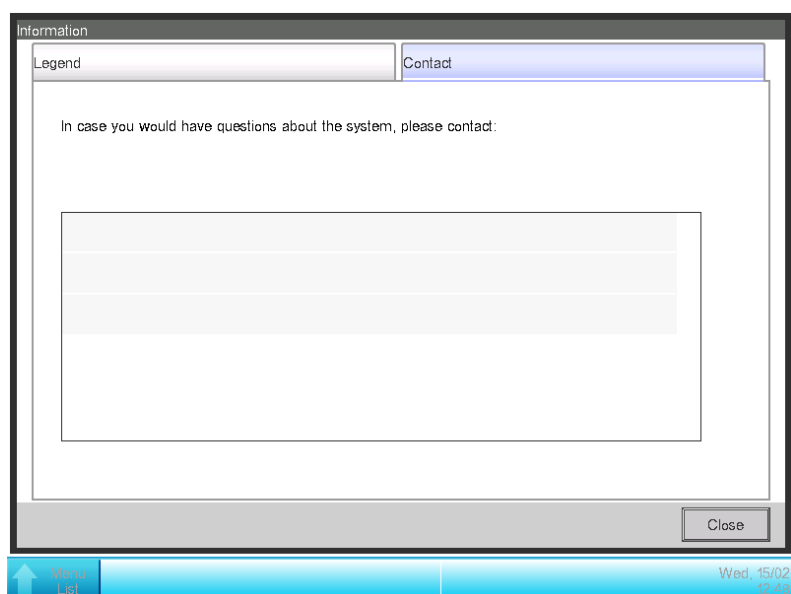 Information
Legend
Contact
In case you would have questions about the system, please contact:
Close
Menu
List
Wed, 15/02